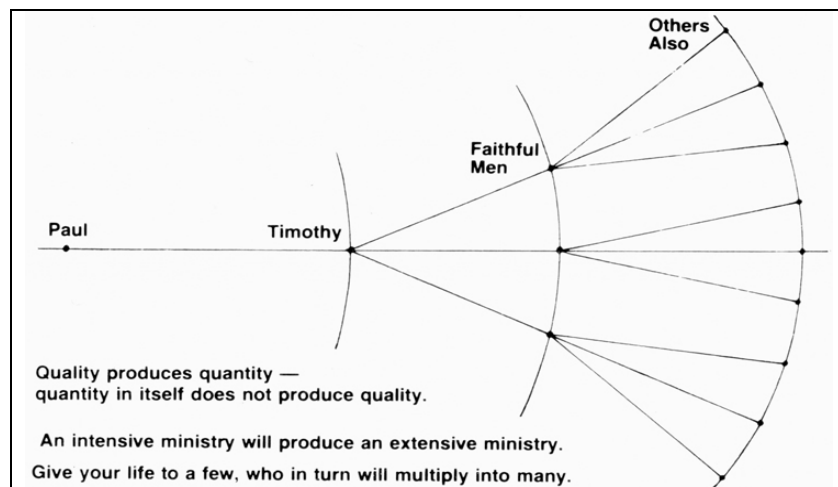 Others
Also
Faithful
Men
Paul
Timothy
Quality produces quantity —
quantity in itself does not produce quality.
An intensive ministry will produce an extensive ministry.
Give your life to a few, who in turn will multiply into many.